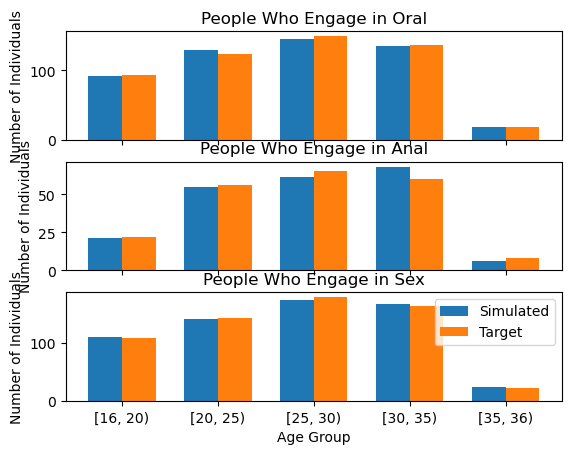 People Who Engage in Oral
Number of Individuals
100
0
People Who Engage in Anal
Number of Individuals
50
25
0
People Who Engage in Sex
Number of Individuals
100
0
Simulated
Target
[16, 20) [20, 25) [25, 30) [30, 35) [35, 36)
Age Group